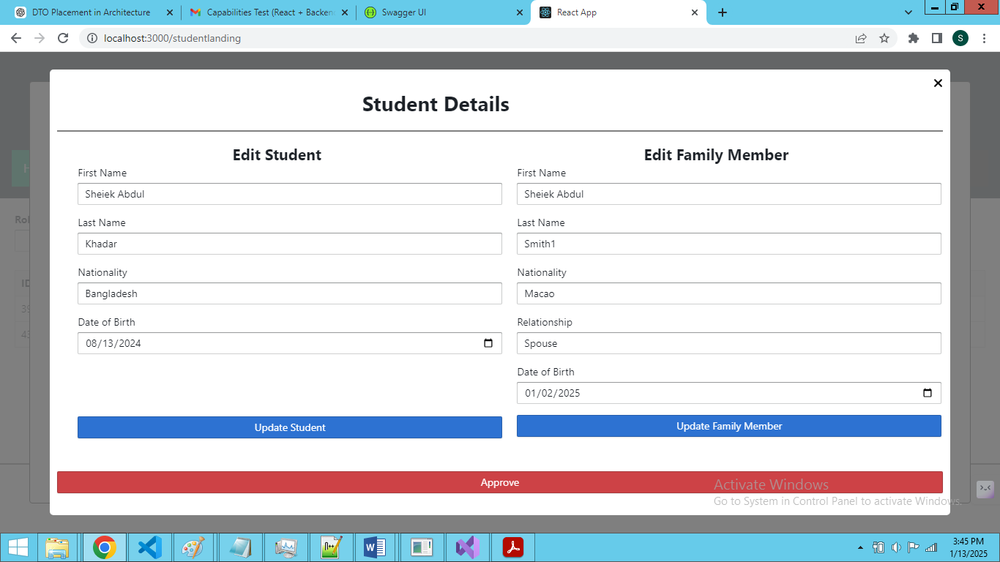 DTO Placement in Architecture
Capabilities Test (React + Backen
Swagger UI
React App
localhost:3000/studentlanding
S
Student Details
Edit Student
Edit Family Member
First Name
First Name
Sheiek Abdul
Sheiek Abdul
Last Name
Last Name
Khadar
Smith1
Nationality
Nationality
Bangladesh
Macao
Date of Birth
Relationship
08/13/2024
Spouse
Date of Birth
01/02/2025
Update Student
Update Family Member
Approve
Activate Windows
Go to System in Control Panel to activate Windows.
H
Rol
ID
39
43
3:45 PM
1/13/2025